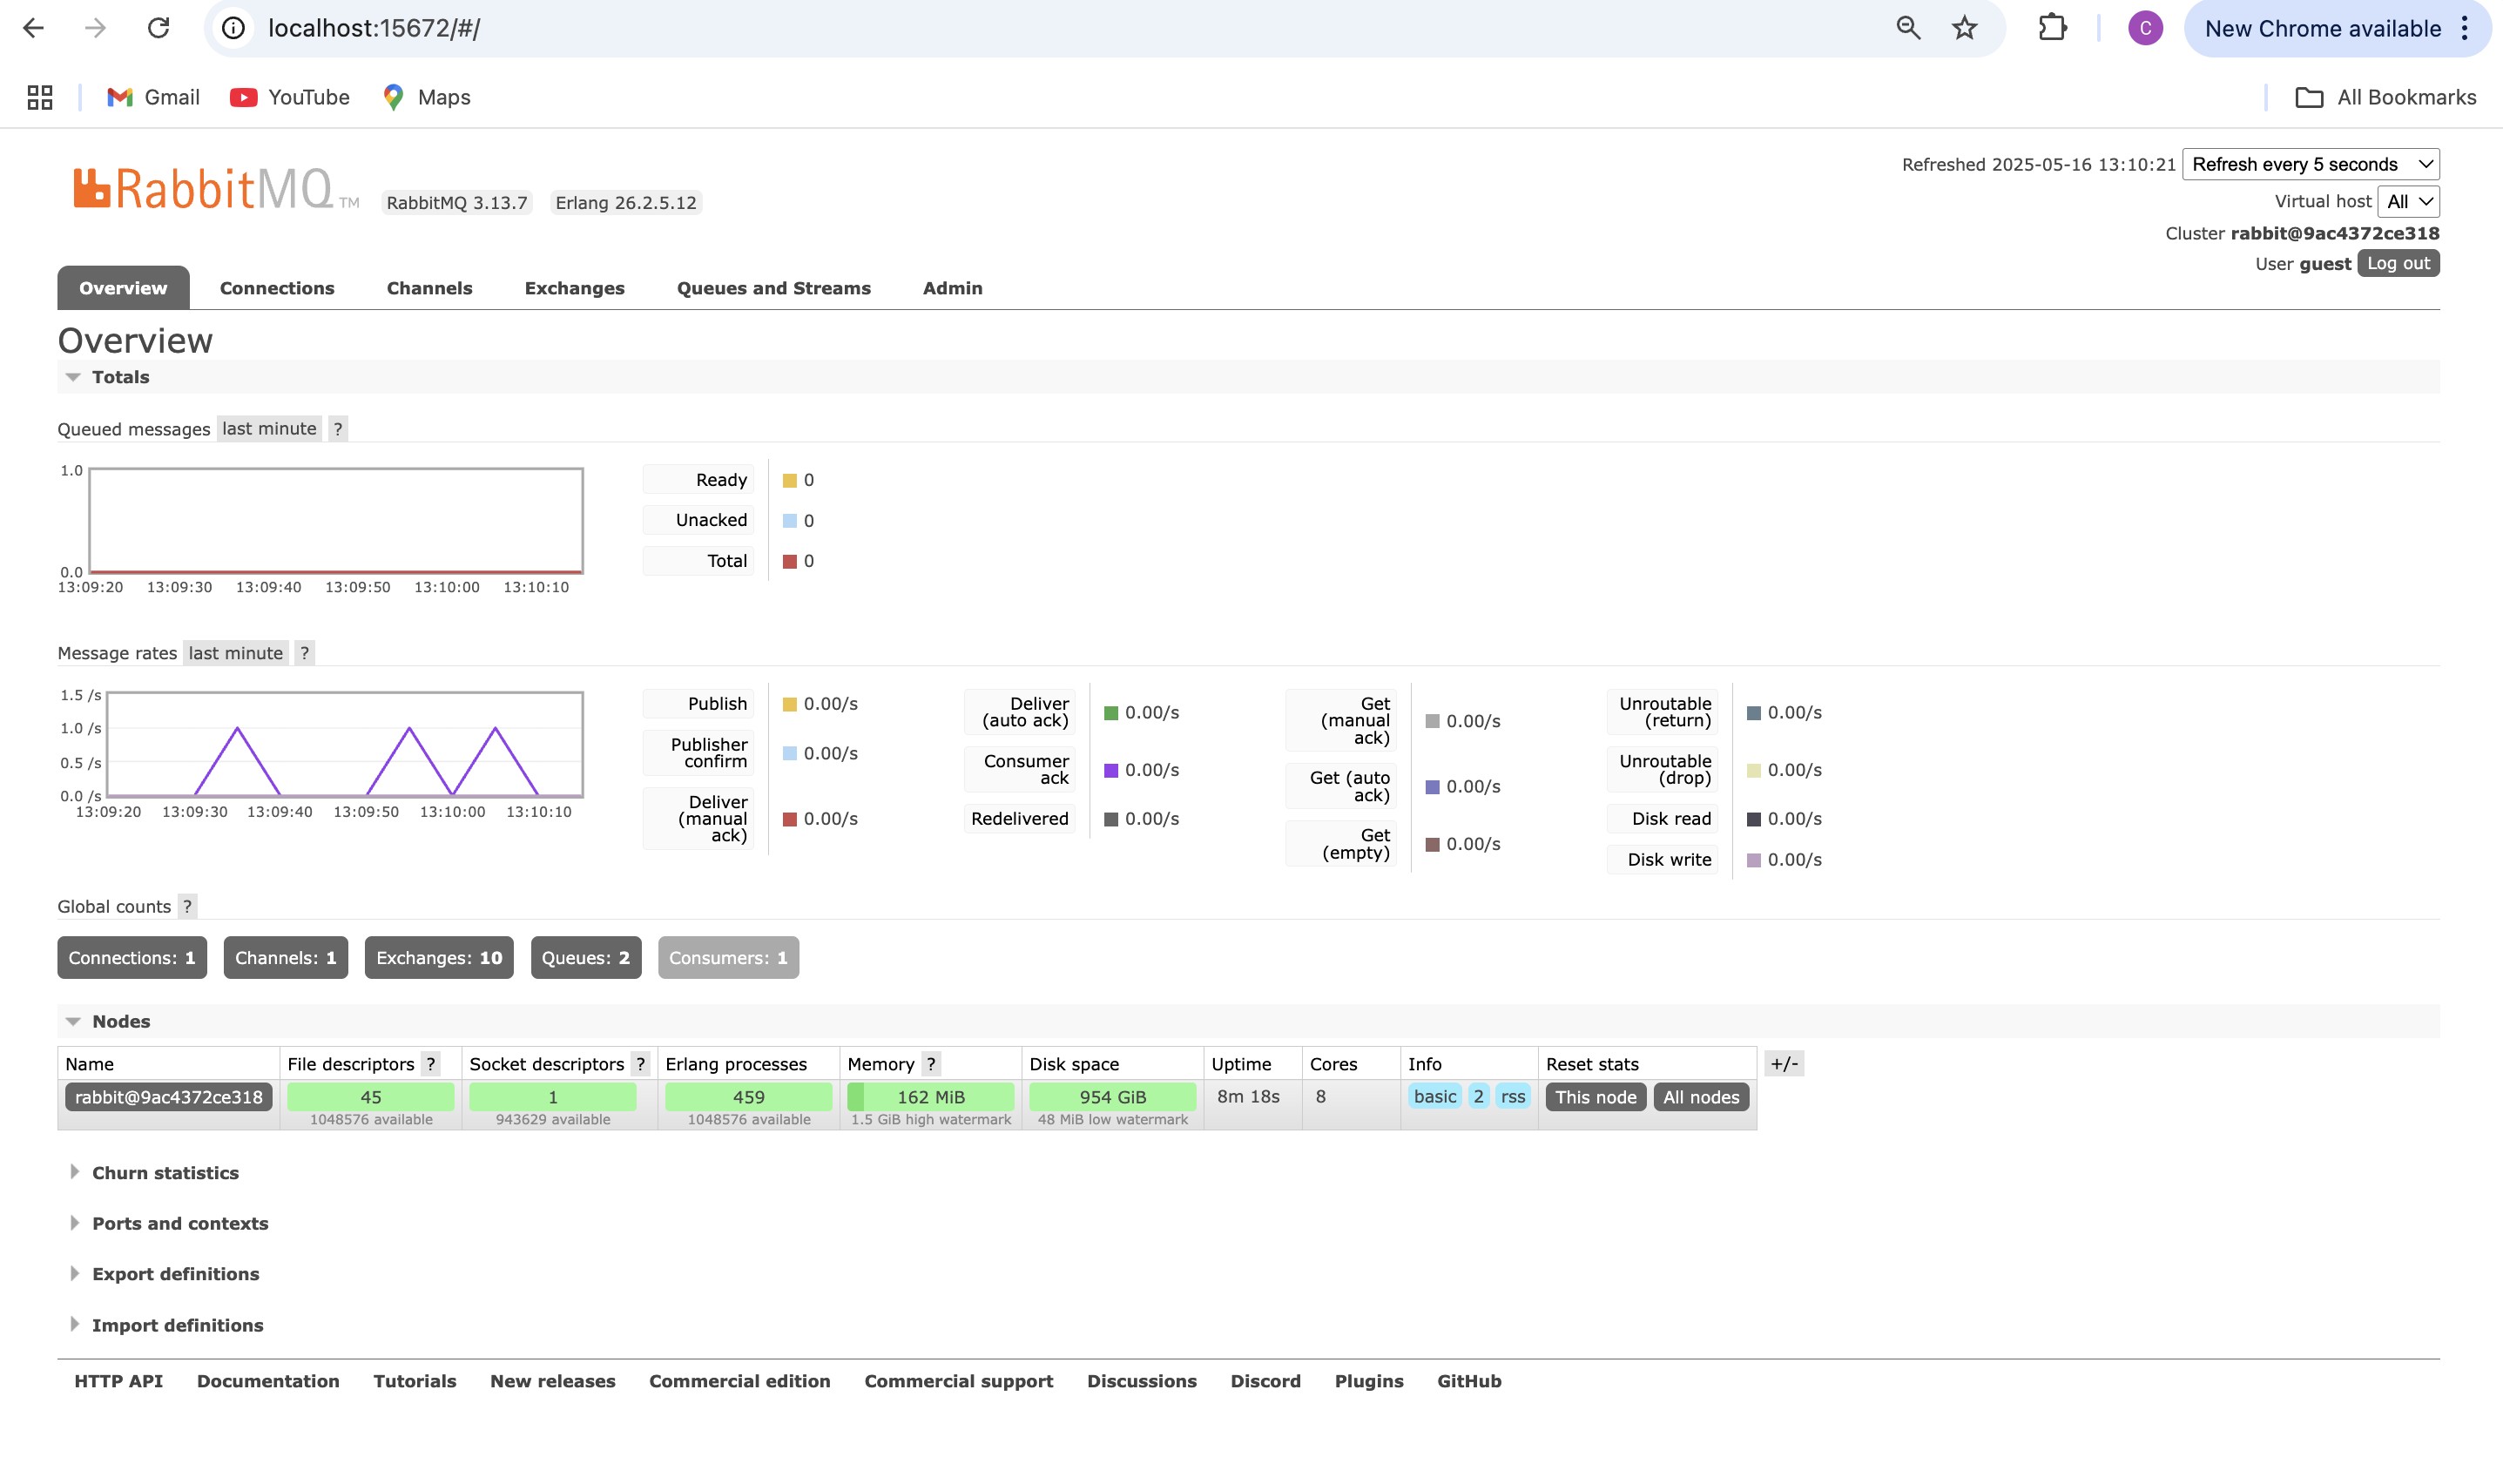 localhost:15672/#/
C
New Chrome available
Gmail YouTube Maps All Bookmarks
RabbitMQ TM RabbitMQ 3.13.7 Erlang 26.2.5.12
Refreshed 2025-05-16 13:10:21 Refresh every 5 seconds
Virtual host All
Cluster rabbit@9ac4372ce318
User guest Log out
Overview Connections Channels Exchanges Queues and Streams Admin
Overview
Totals
Queued messages last minute ?
1.0
0.0
13:09:20 13:09:30 13:09:40 13:09:50 13:10:00 13:10:10
Ready 0
Unacked 0
Total 0
Message rates last minute ?
1.5 /s
1.0 /s
0.5 /s
0.0 /s
13:09:20 13:09:30 13:09:40 13:09:50 13:10:00 13:10:10
Publish 0.00/s
Publisher
confirm 0.00/s
Deliver
(manual
ack) 0.00/s
Deliver
(auto ack) 0.00/s
Consumer
ack 0.00/s
Redelivered 0.00/s
Get
(manual
ack) 0.00/s
Get (auto
ack) 0.00/s
Get
(empty) 0.00/s
Unroutable
(return) 0.00/s
Unroutable
(drop) 0.00/s
Disk read 0.00/s
Disk write 0.00/s
Global counts ?
Connections: 1 Channels: 1 Exchanges: 10 Queues: 2 Consumers: 1
Nodes
Name File descriptors ? Socket descriptors ? Erlang processes Memory ? Disk space Uptime Cores Info Reset stats +/-
rabbit@9ac4372ce318 45 1 459 162 MiB 954 GiB 8m 18s 8 basic 2 rss This node All nodes
1048576 available 943629 available 1048576 available 1.5 GiB high watermark 48 MiB low watermark
Churn statistics
Ports and contexts
Export definitions
Import definitions
HTTP API Documentation Tutorials New releases Commercial edition Commercial support Discussions Discord Plugins GitHub